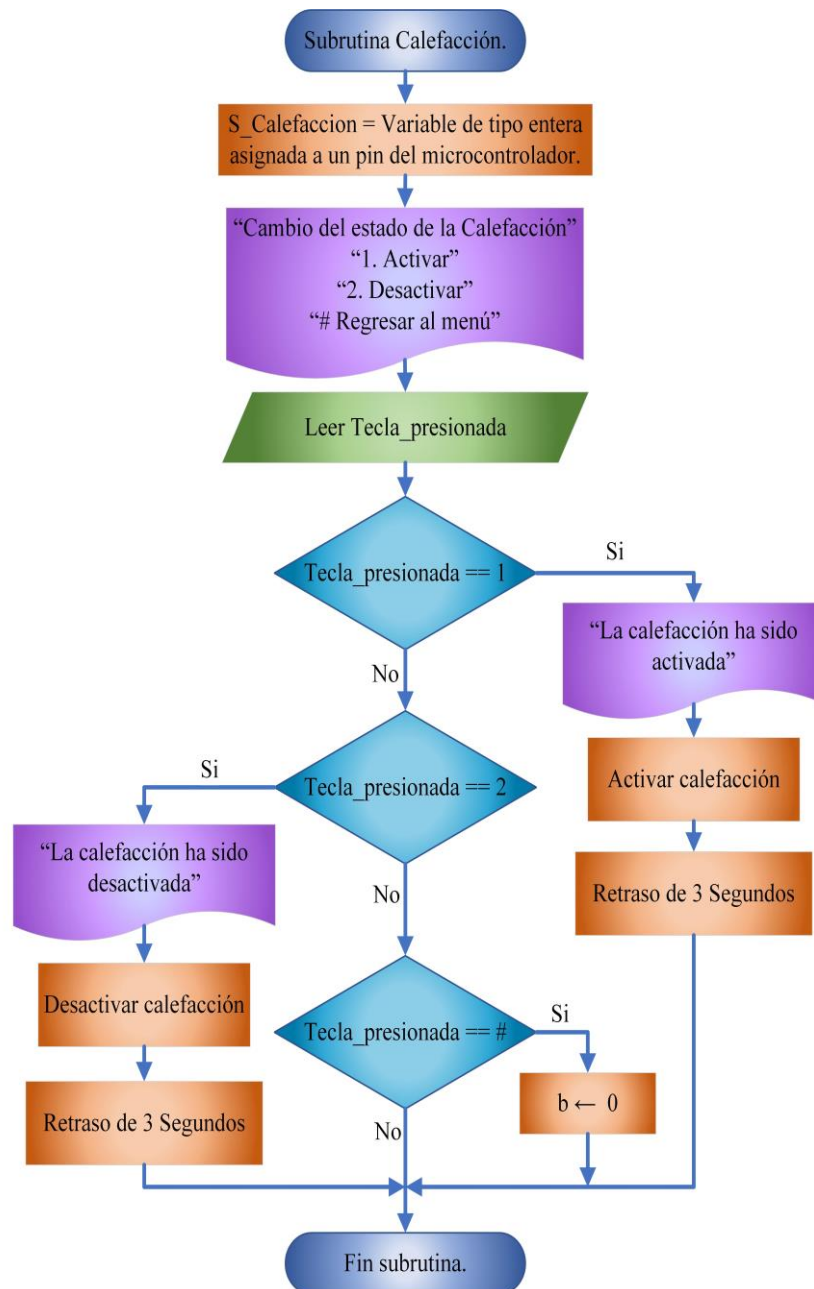 Subrutina Calefacción.
S_Calefaccion = Variable de tipo entera
asignada a un pin del microcontrolador.
“Cambio del estado de la Calefacción”
“1. Activar”
“2. Desactivar”
“# Regresar al menú”
Leer Tecla_presionada
Tecla_presionada == 1
Si
No
“La calefacción ha sido
activada”
Activar calefacción
Retraso de 3 Segundos
Tecla_presionada == 2
Si
No
“La calefacción ha sido
desactivada”
Desactivar calefacción
Retraso de 3 Segundos
Tecla_presionada == #
Si
No
b ← 0
Fin subrutina.